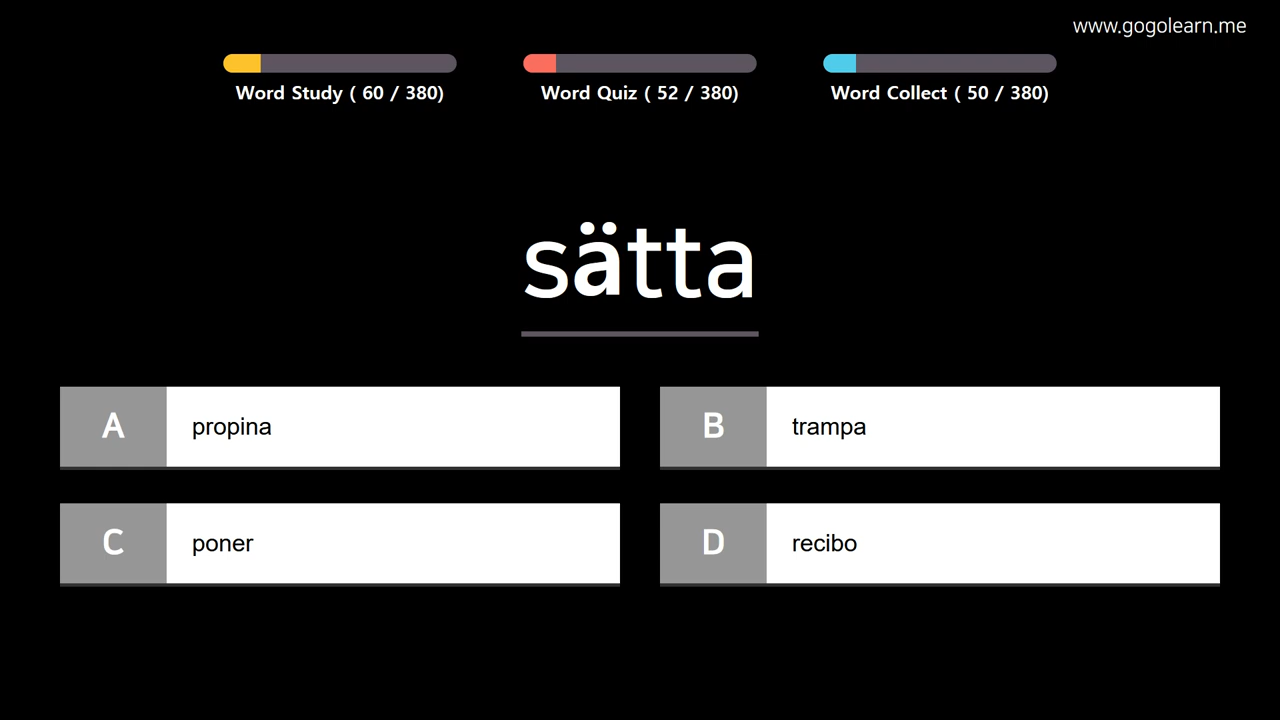 www.gogolearn.me
Word Study ( 60 / 380)
Word Quiz ( 52 / 380)
Word Collect ( 50 / 380)
sätta
A propina
B trampa
C poner
D recibo